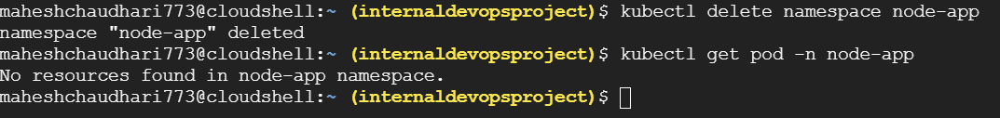 maheshchaudhari773@cloudshell:~ (internaldevopsproject)$ kubectl delete namespace node-app
namespace "node-app" deleted
maheshchaudhari773@cloudshell:~ (internaldevopsproject)$ kubectl get pod -n node-app
No resources found in node-app namespace.
maheshchaudhari773@cloudshell:~ (internaldevopsproject)$